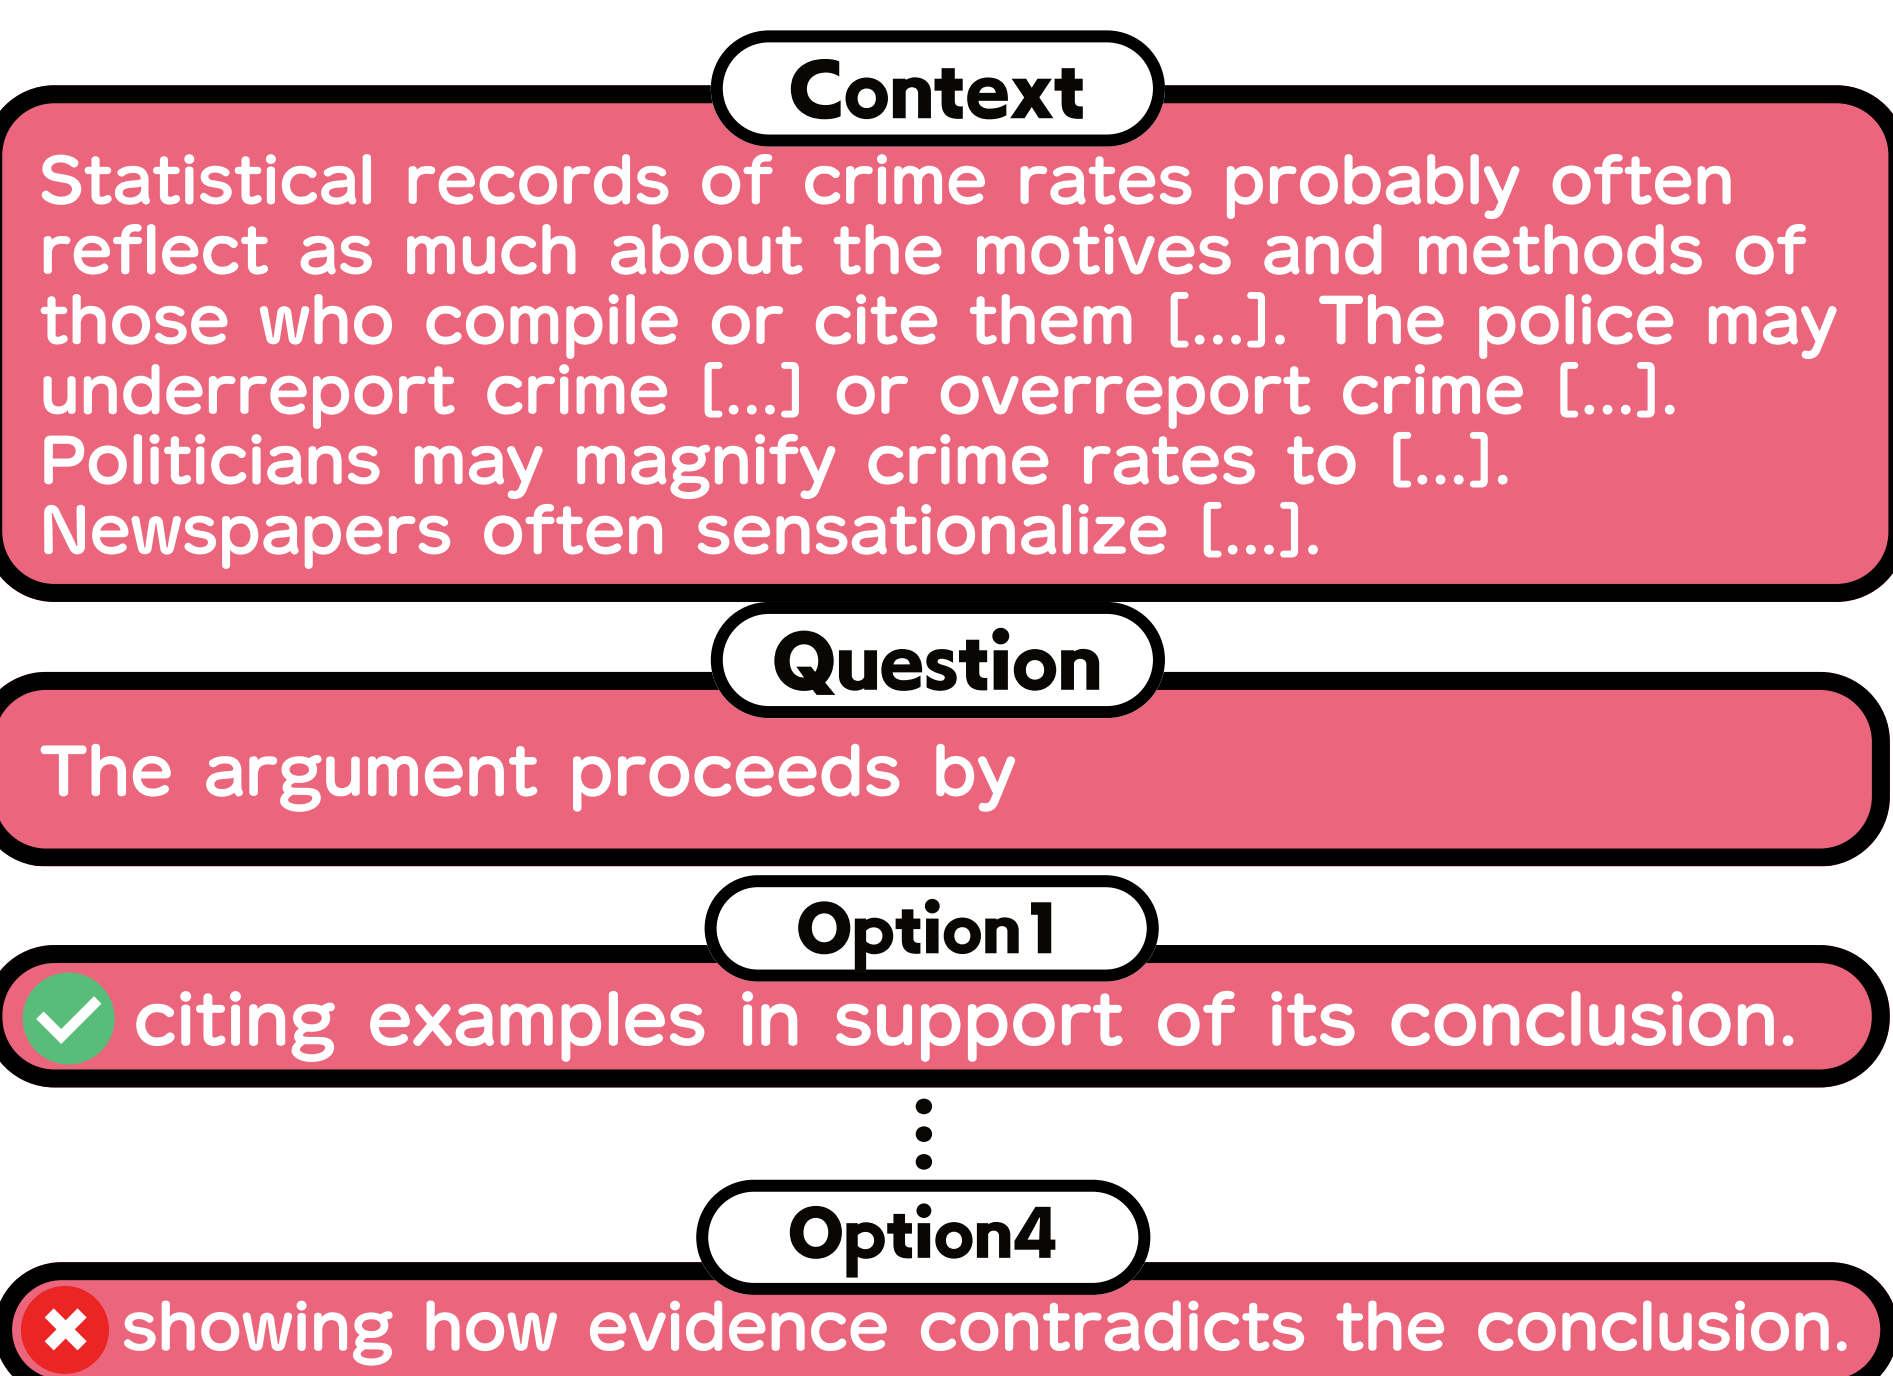 Context
Statistical records of crime rates probably often
reflect as much about the motives and methods of
those who compile or cite them [...]. The police may
underreport crime [...] or overreport crime [...].
Politicians may magnify crime rates to [...].
Newspapers often sensationalize [...].
Question
The argument proceeds by
Option1
citing examples in support of its conclusion.
Option4
showing how evidence contradicts the conclusion.